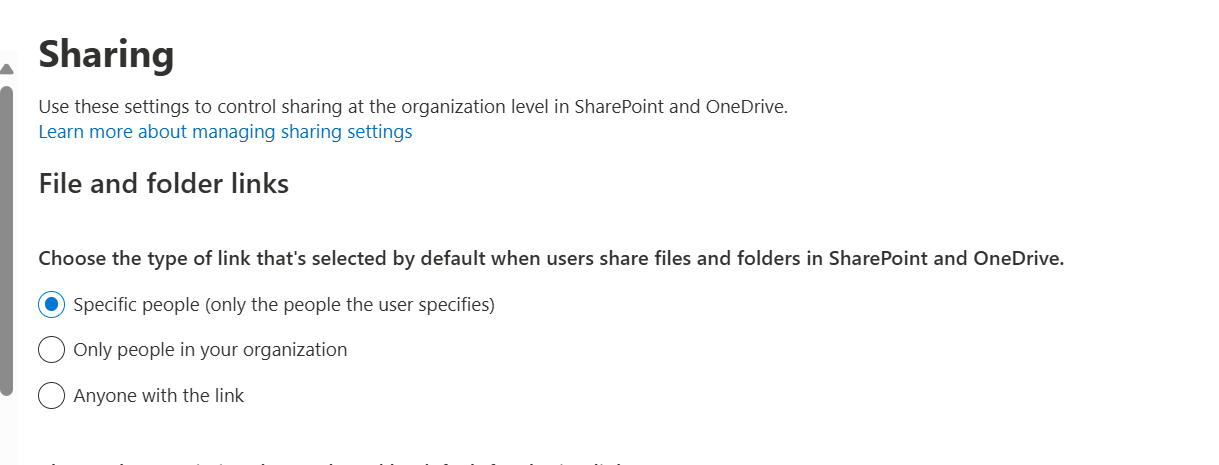 Sharing
Use these settings to control sharing at the organization level in SharePoint and OneDrive.
Learn more about managing sharing settings
File and folder links
Choose the type of link that's selected by default when users share files and folders in SharePoint and OneDrive.
Specific people (only the people the user specifies)
Only people in your organization
Anyone with the link